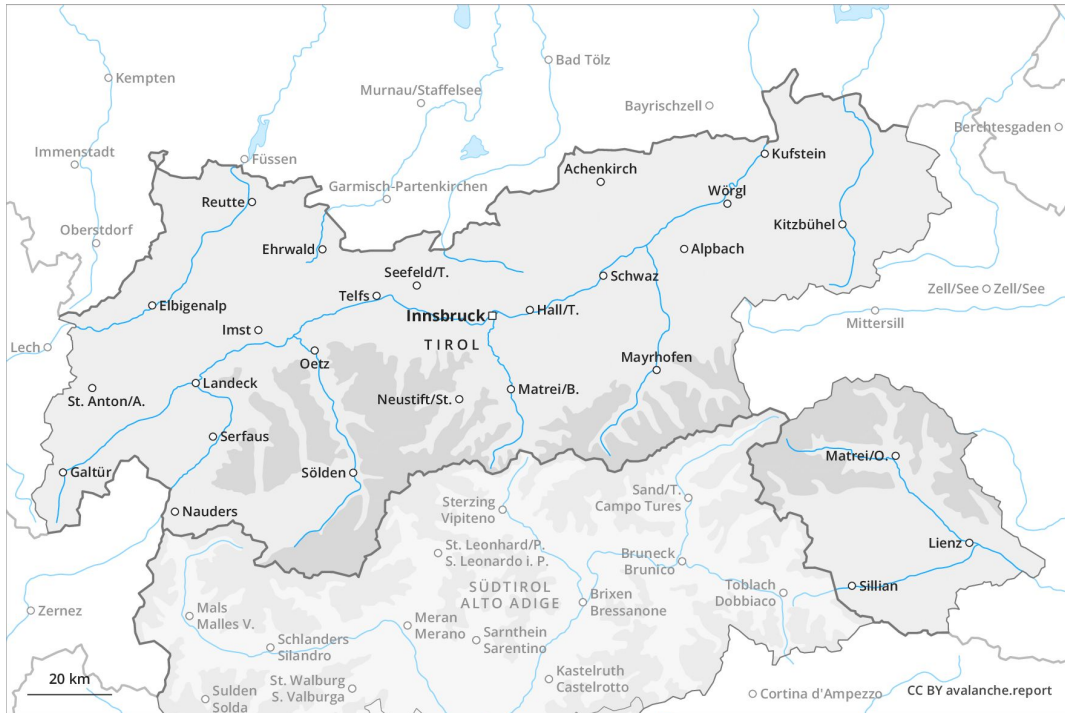 Kempten
Bad Tölz
Murnau/Staffelsee
Bayrischzell
Berchtesgaden
Immenstadt
Füssen
Kufstein
Achenkirch
Garmisch-Partenkirchen
Wörgl
Reutte
Oberstdorf
Kitzbühel
Ehrwald
Alpbach
Seefeld/T.
Schwaz
Zell/See
Zell/See
Telfs
Elbigenalp
Innsbruck
Hall/T.
Mittersill
Imst
TIROL
Lech
Oetz
Mayrhofen
Landeck
St. Anton/A.
Neustift/St.
Matrei/B.
Serfaus
Matrei/O.
Galtür
Sölden
Sterzing
Vipiteno
Sand/T.
Campo Tures
Nauders
Lienz
St. Leonhard/P.
S. Leonardo i. P.
Bruneck
Brunico
Toblach
Dobbiaco
Sillian
SÜDTIROL
ALTO ADIGE
Brixen
Bressanone
Zernez
Mals
Malles V.
Meran
Merano
Sarnthein
Sarentino
Schlanders
Silandro
Kastelruth
Castelrotto
St. Walburg
S. Valburga
20 km
Sulden
Solda
Cortina d'Ampezzo
CC BY avalanche.report